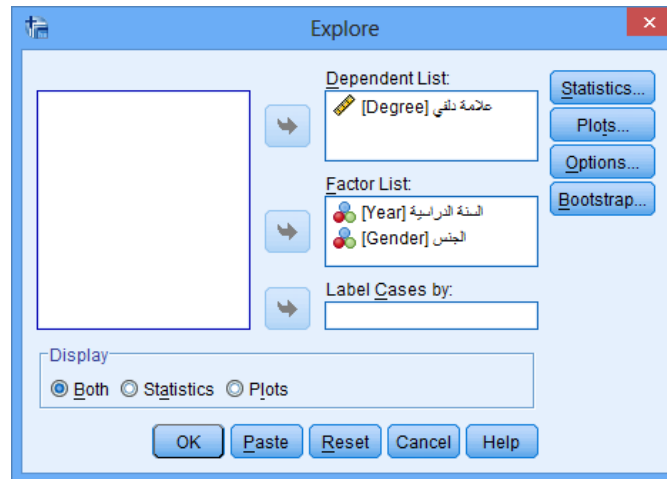 Explore
Dependent List:
علامة دلفي [Degree]
Factor List:
السنة الدراسية [Year]
الجنس [Gender]
Label Cases by:
Statistics...
Plots...
Options...
Bootstrap...
Display
Both Statistics Plots
OK Paste Reset Cancel Help